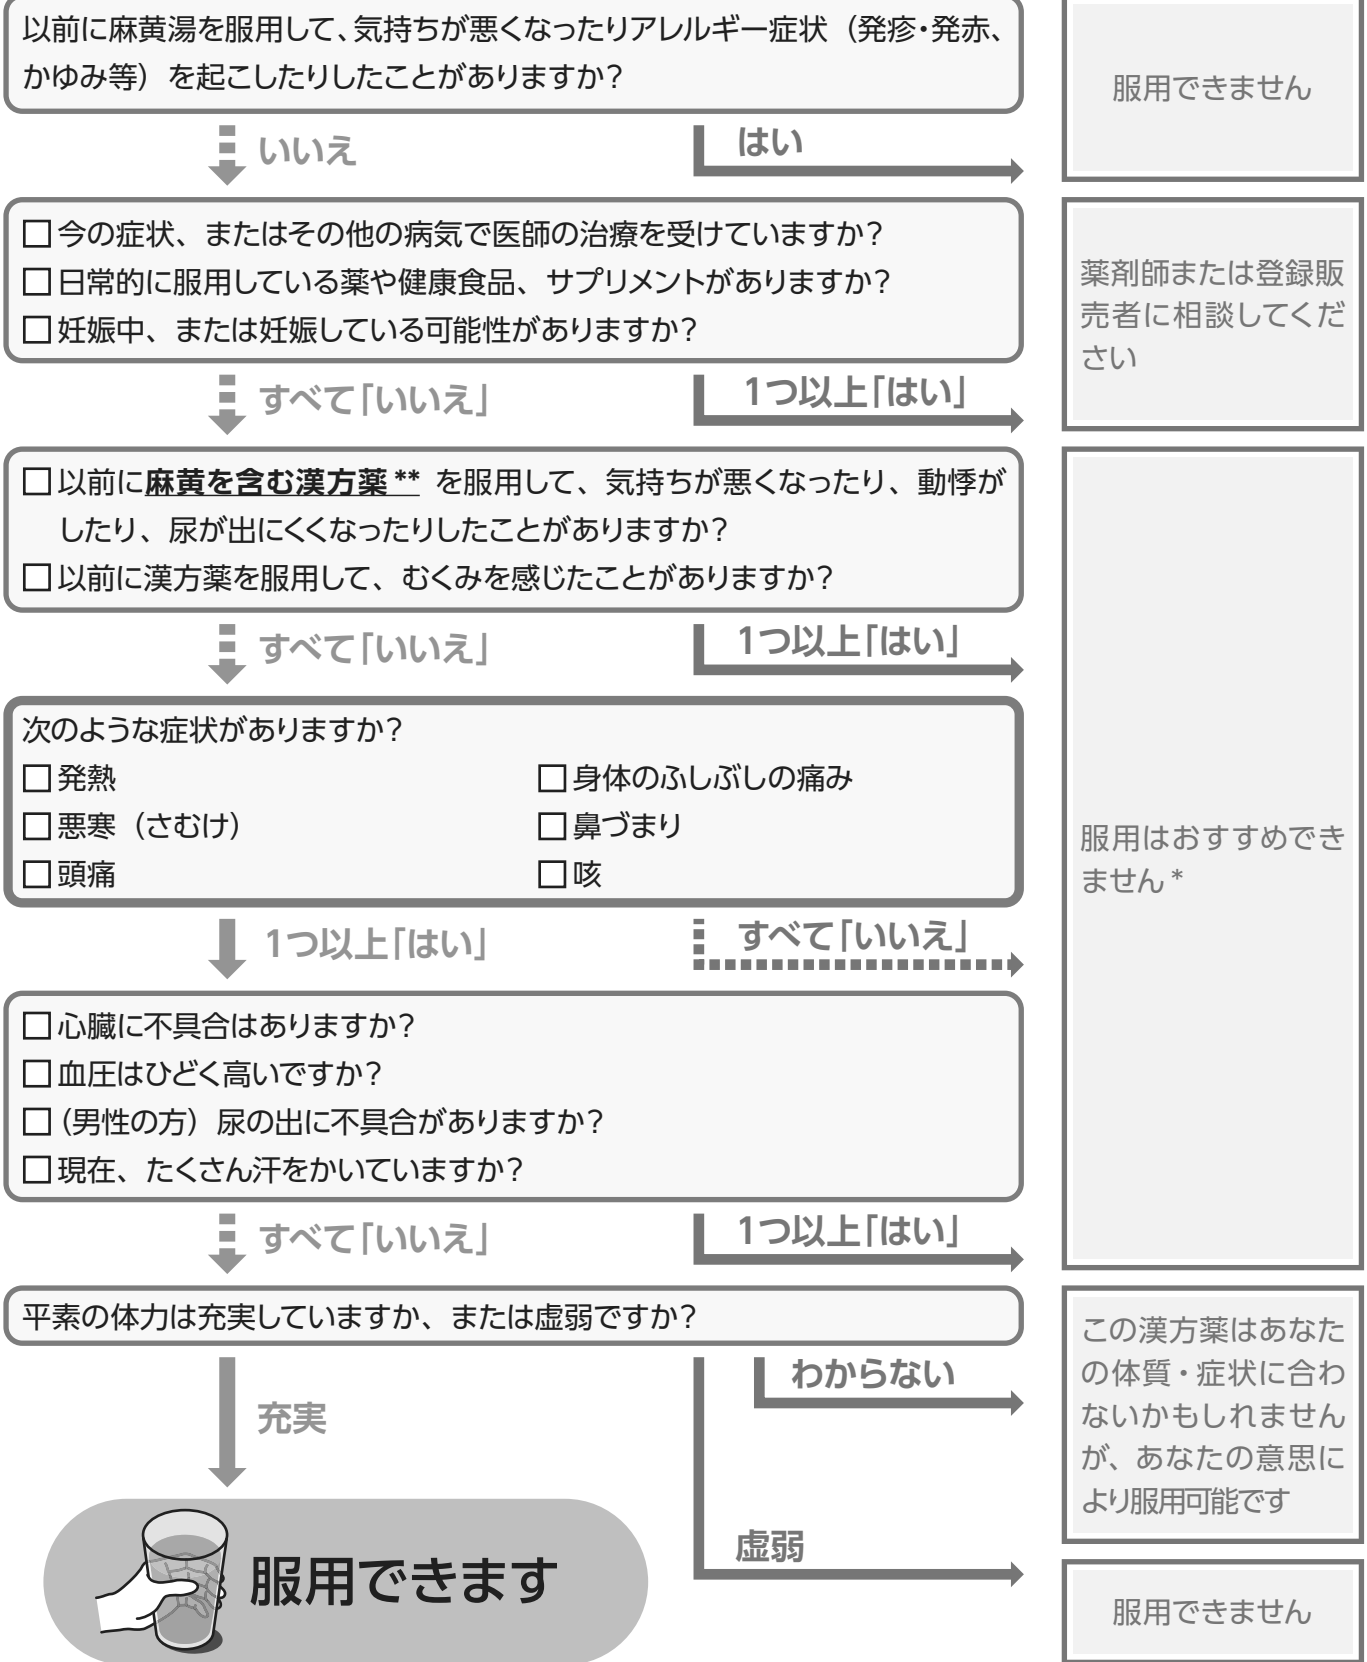 以前に麻黄湯を服用して、気持ちが悪くなったりアレルギー症状（発疹・発赤、
かゆみ等）を起こしたりしたことがありますか？
服用できません
いいえ
はい
□今の症状、またはその他の病気で医師の治療を受けていますか？
□日常的に服用している薬や健康食品、サプリメントがありますか？
□妊娠中、または妊娠している可能性がありますか？
薬剤師または登録販
売者に相談してくだ
さい
すべて「いいえ」
1つ以上「はい」
□以前に麻黄を含む漢方薬** を服用して、気持ちが悪くなったり、動悸が
したり、尿が出にくくなったりしたことがありますか？
□以前に漢方薬を服用して、むくみを感じたことがありますか？
すべて「いいえ」
1つ以上「はい」
次のような症状がありますか？
□発熱
□身体のふしぶしの痛み
□悪寒（さむけ）
□鼻づまり
□頭痛
□咳
服用はおすすめでき
ません*
1つ以上「はい」
すべて「いいえ」
□心臓に不具合はありますか？
□血圧はひどく高いですか？
□（男性の方）尿の出に不具合がありますか？
□現在、たくさん汗をかいていますか？
すべて「いいえ」
1つ以上「はい」
平素の体力は充実していますか、または虚弱ですか？
この漢方薬はあなた
の体質・症状に合わ
ないかもしれません
が、あなたの意思に
より服用可能です
わからない
充実
虚弱
服用できます
服用できません